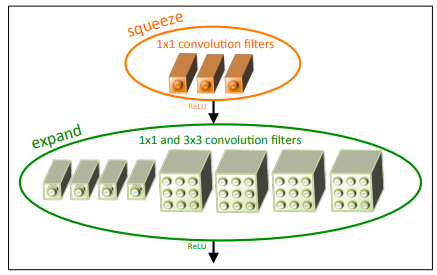 squeeze
1x1 convolution filters
ReLU
expand
1x1 and 3x3 convolution filters
ReLU